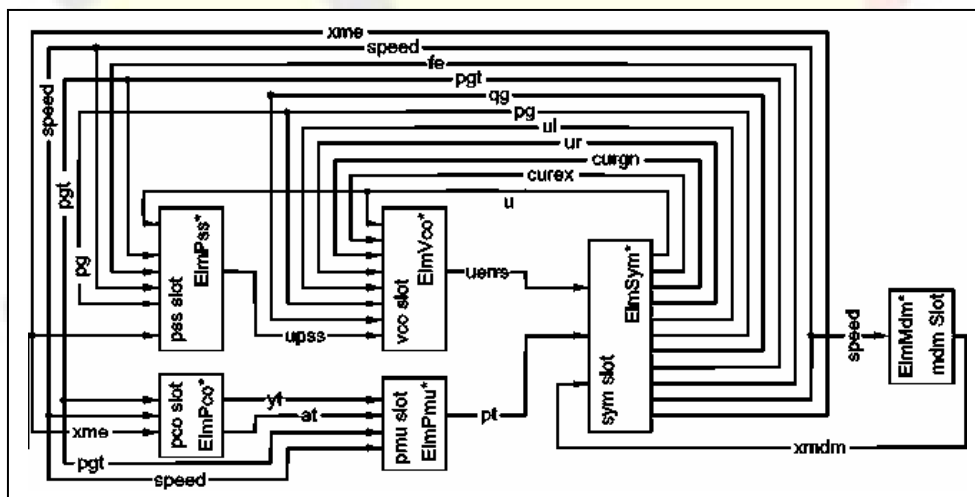 xme
speed
fe
pgt
qg
pg
ul
ur
curgn
curex
u
speed
pgt
pg
pss slot
ElmPss*
vco slot
ElmVco*
uerrs
upss
sym slot
ElmSym*
speed
ElmMdm*
mdm Slot
pco slot
ElmPco*
yt
at
pmu slot
ElmPmu*
pt
xme
pgt
speed
xmdm